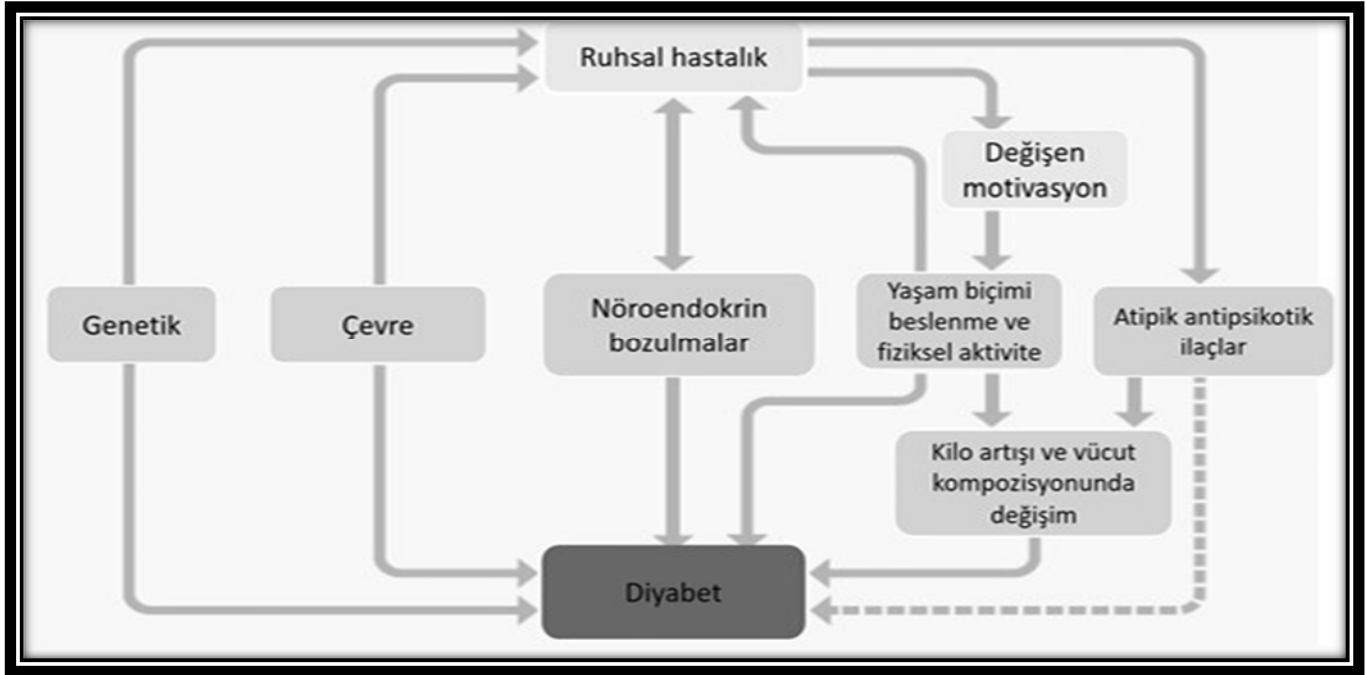 Ruhsal hastalık
Değişen
motivasyon
Genetik
Çevre
Nöroendokrin
bozulmalar
Yaşam biçimi
beslenme ve
fiziksel aktivite
Atipik antipsikotik
ilaçlar
Kilo artışı ve vücut
kompozisyonunda
değişim
Diyabet